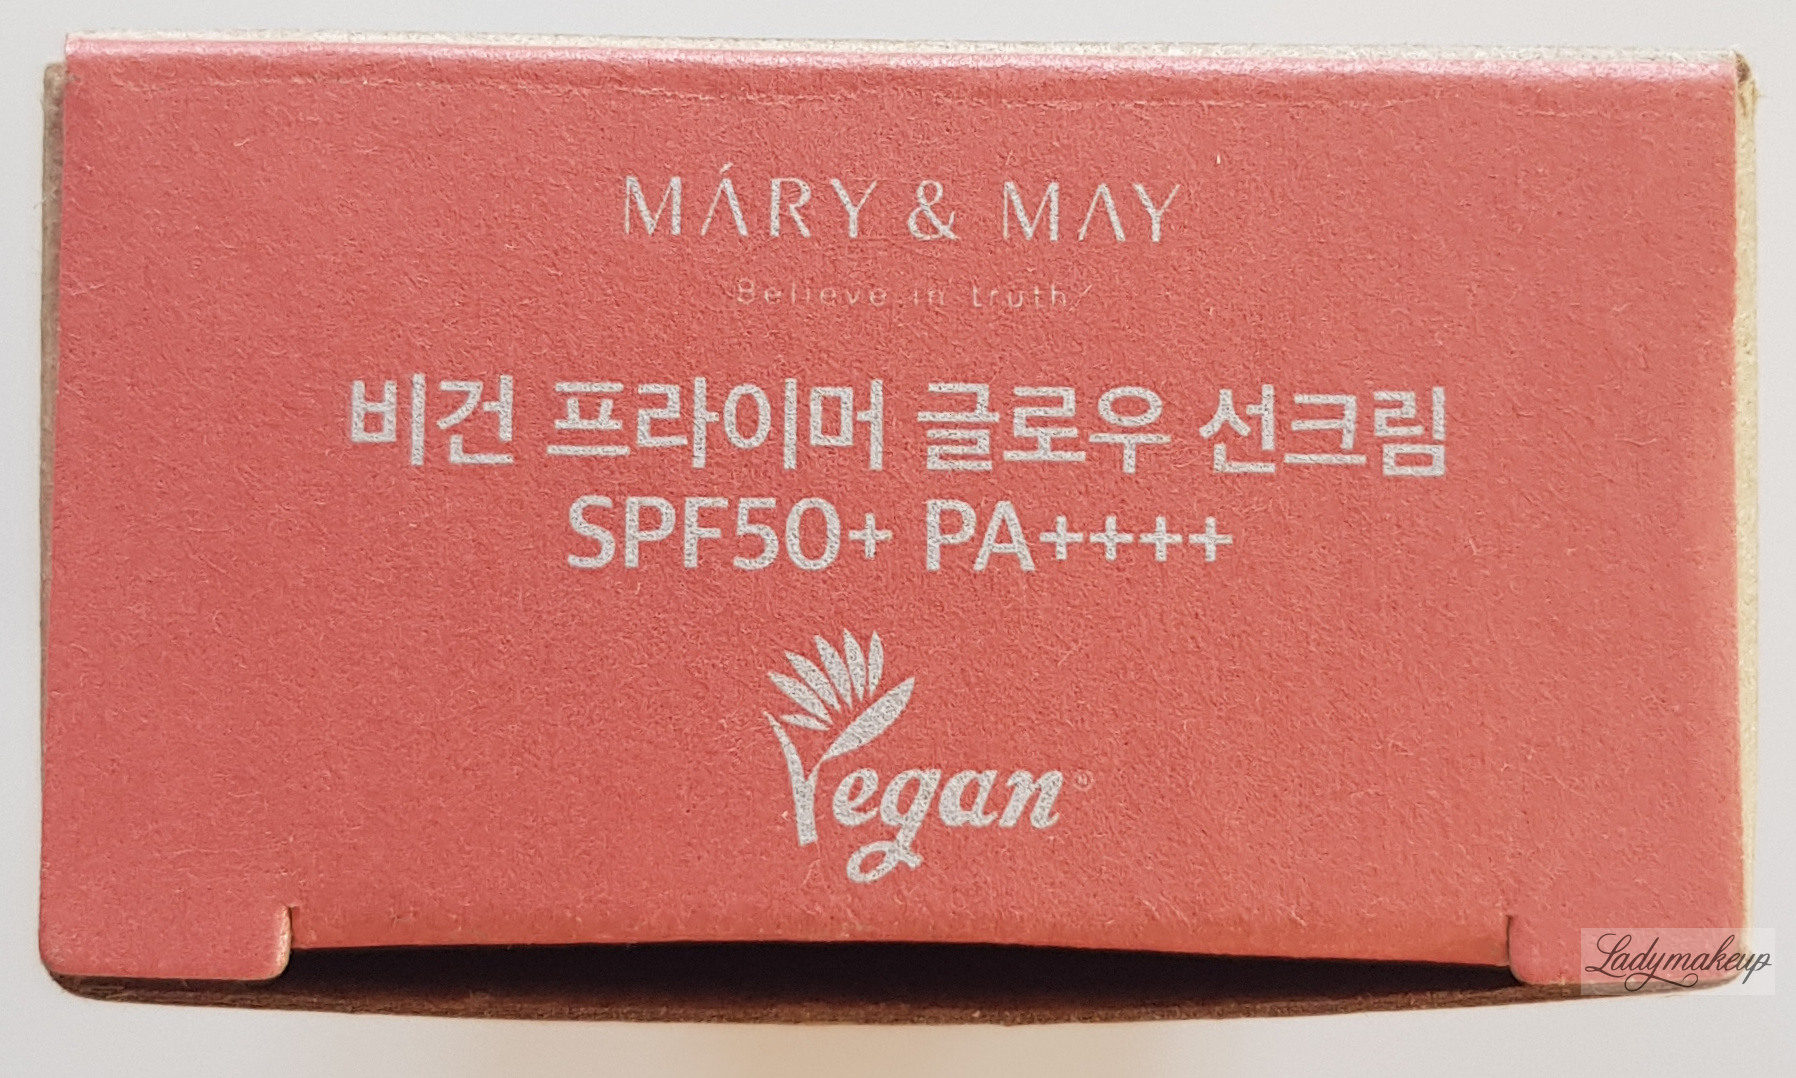 MÁRY & MAY
Believe in truth/
비건 프라이머 글로우 선크림
SPF50+ PA++++
Vegan
Ladymakeup